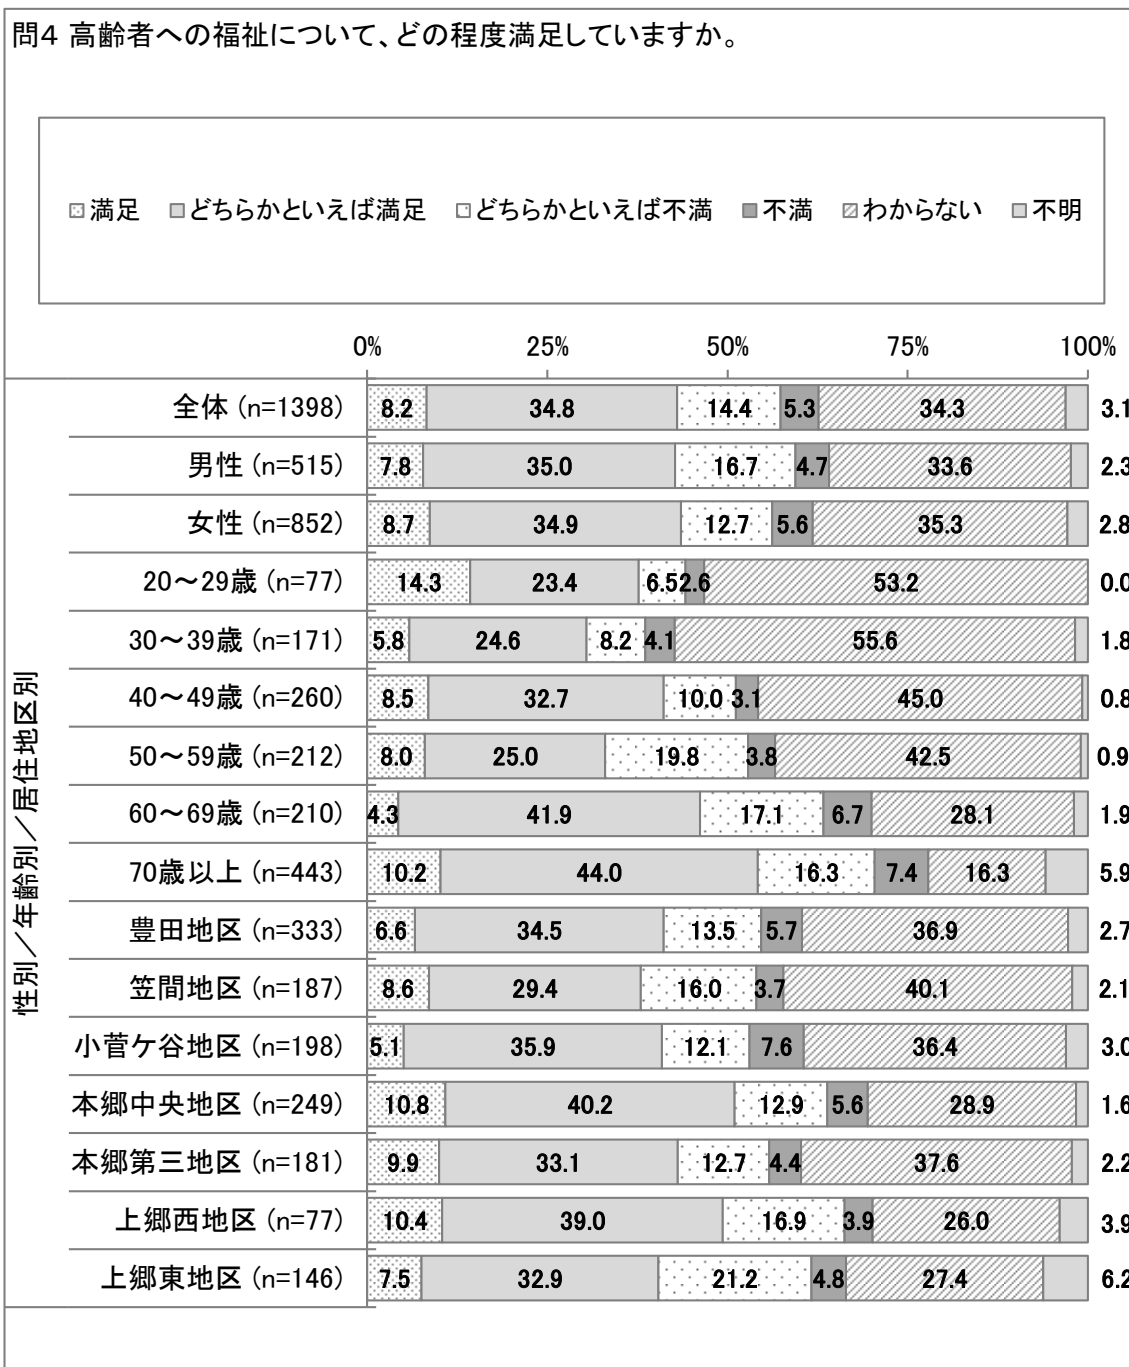 問4 高齢者への福祉について、どの程度満足していますか。
満足 どちらかといえば満足 どちらかといえば不満 不満 わからない 不明
0% 25% 50% 75% 100%
性別／年齢別／居住地区別
全体 (n=1398) 8.2 34.8 14.4 5.3 34.3 3.1
男性 (n=515) 7.8 35.0 16.7 4.7 33.6 2.3
女性 (n=852) 8.7 34.9 12.7 5.6 35.3 2.8
20～29歳 (n=77) 14.3 23.4 6.5 2.6 53.2 0.0
30～39歳 (n=171) 5.8 24.6 8.2 4.1 55.6 1.8
40～49歳 (n=260) 8.5 32.7 10.0 3.1 45.0 0.8
50～59歳 (n=212) 8.0 25.0 19.8 3.8 42.5 0.9
60～69歳 (n=210) 4.3 41.9 17.1 6.7 28.1 1.9
70歳以上 (n=443) 10.2 44.0 16.3 7.4 16.3 5.9
豊田地区 (n=333) 6.6 34.5 13.5 5.7 36.9 2.7
笠間地区 (n=187) 8.6 29.4 16.0 3.7 40.1 2.1
小菅ケ谷地区 (n=198) 5.1 35.9 12.1 7.6 36.4 3.0
本郷中央地区 (n=249) 10.8 40.2 12.9 5.6 28.9 1.6
本郷第三地区 (n=181) 9.9 33.1 12.7 4.4 37.6 2.2
上郷西地区 (n=77) 10.4 39.0 16.9 3.9 26.0 3.9
上郷東地区 (n=146) 7.5 32.9 21.2 4.8 27.4 6.2